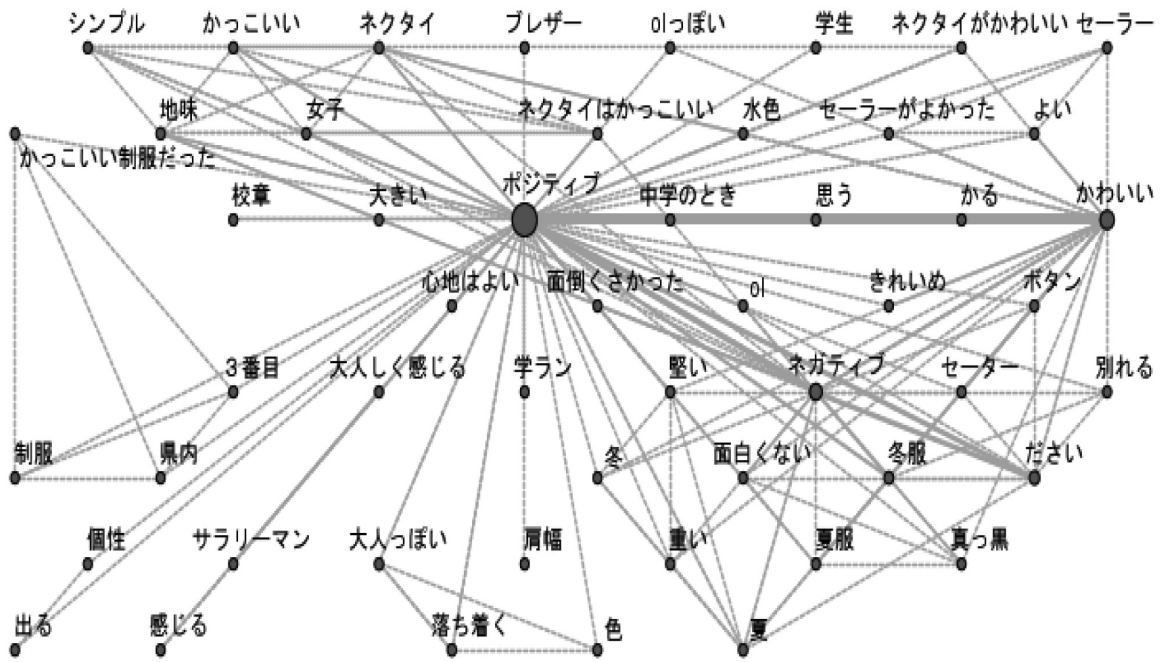 シンプル かっこいい ネクタイ ブレザー olっぽい 学生 ネクタイがかわいい セーラー
地味 女子 ネクタイはかっこいい 水色 セーラーがよかった よい
かっこいい制服だった
校章 大きい ポジティブ 中学のとき 思う かる かわいい
心地はよい 面倒くさかった ol きれいめ ボタン
3番目 大人しく感じる 学ラン 堅い ネガティブ セーター 別れる
制服 県内 冬 面白くない 冬服 ださい
個性 サラリーマン 大人っぽい 肩幅 重い 夏服 真っ黒
出る 感じる 落ち着く 色 夏